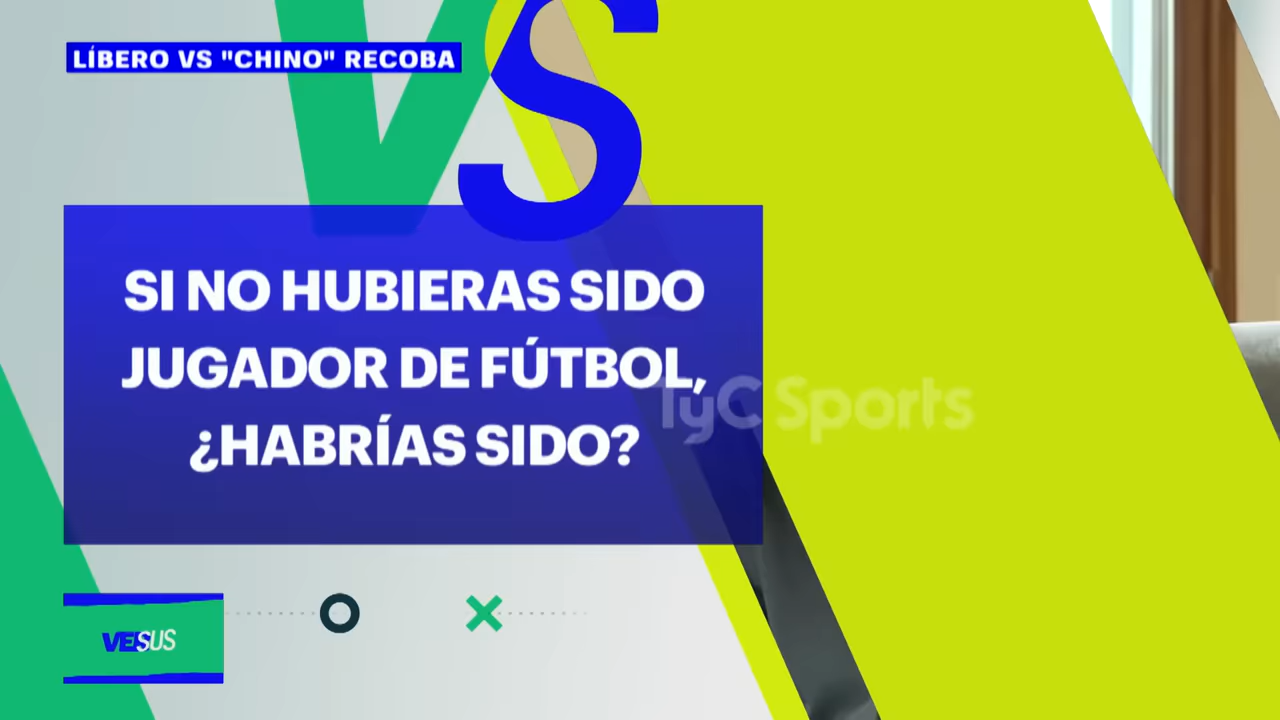 VS
LÍBERO VS "CHINO" RECOBA
SI NO HUBIERAS SIDO
JUGADOR DE FÚTBOL,
¿HABRÍAS SIDO?
TyC Sports
VERSUS